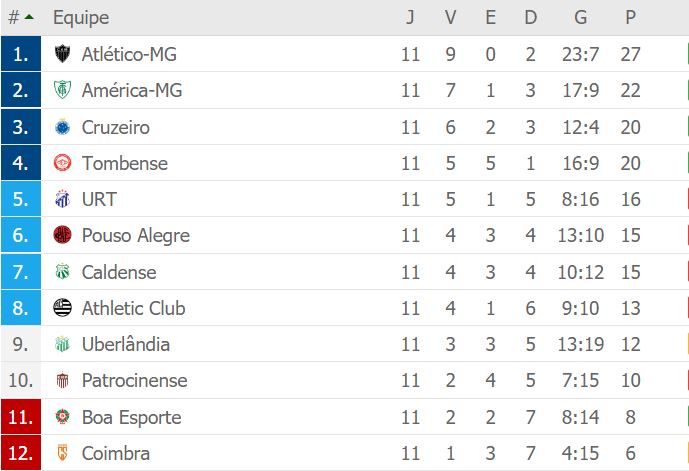 # Equipe J V E D G P
1. Atlético-MG 11 9 0 2 23:7 27
2. América-MG 11 7 1 3 17:9 22
3. Cruzeiro 11 6 2 3 12:4 20
4. Tombense 11 5 5 1 16:9 20
5. URT 11 5 1 5 8:16 16
6. Pouso Alegre 11 4 3 4 13:10 15
7. Caldense 11 4 3 4 10:12 15
8. Athletic Club 11 4 1 6 9:10 13
9. Uberlândia 11 3 3 5 13:19 12
10. Patrocinense 11 2 4 5 7:15 10
11. Boa Esporte 11 2 2 7 8:14 8
12. Coimbra 11 1 3 7 4:15 6